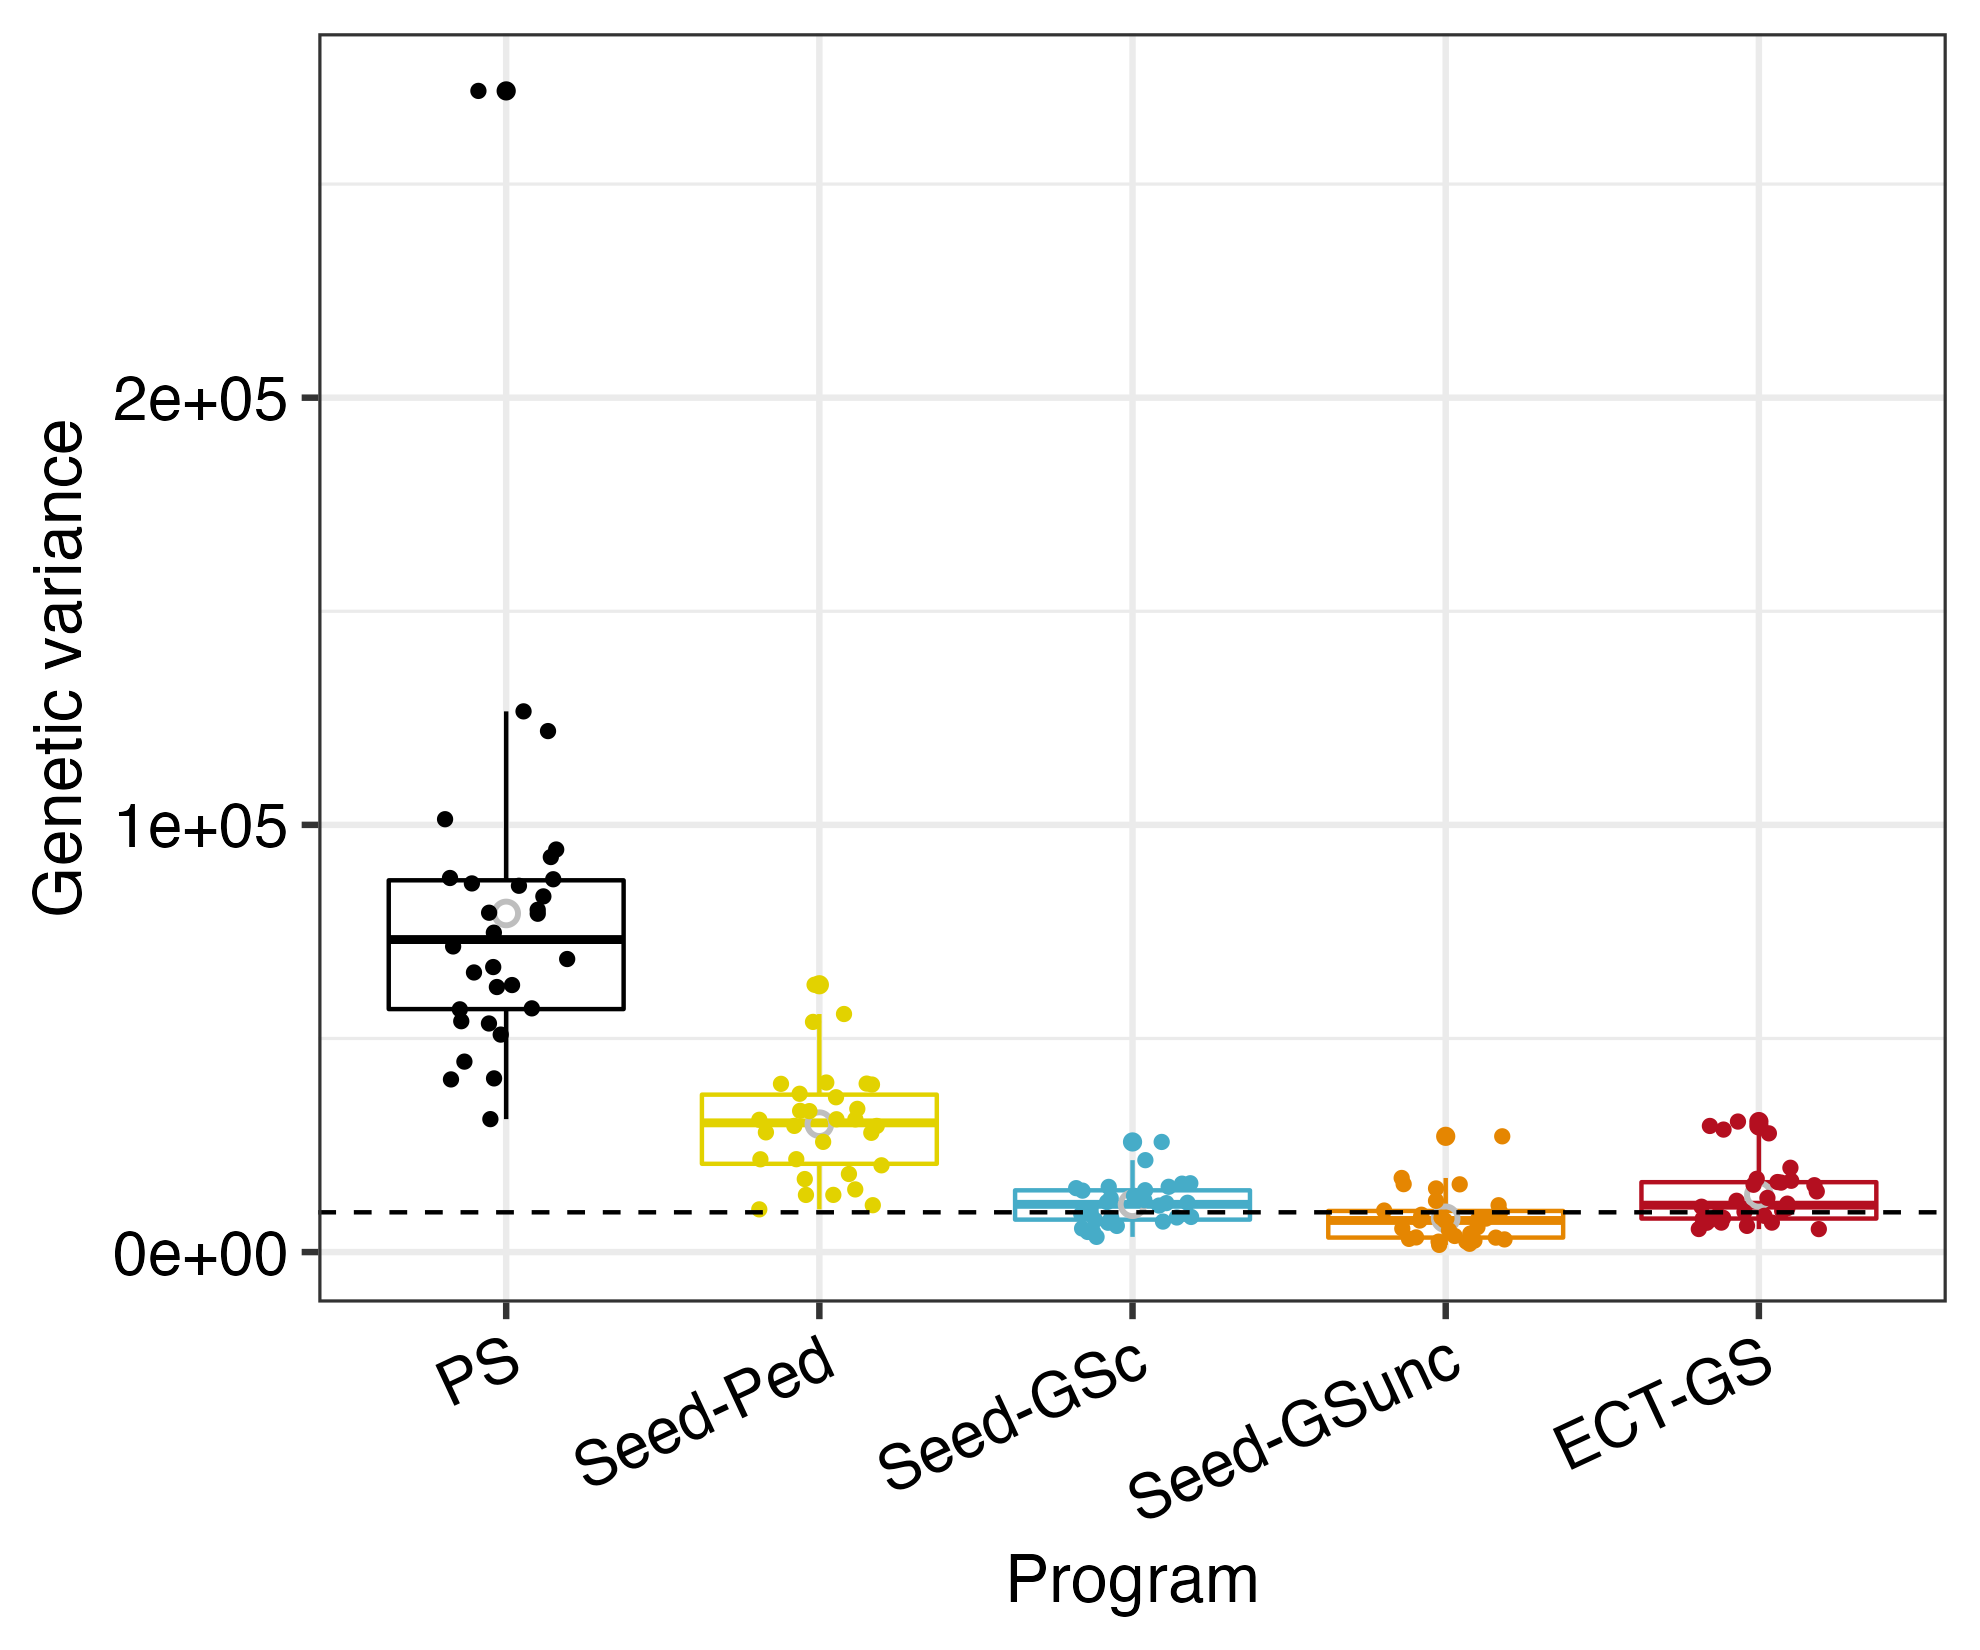 Genetic variance
2e+05
1e+05
0e+00
PS
Seed-Ped
Seed-GSc
Seed-GSunc
ECT-GS
Program